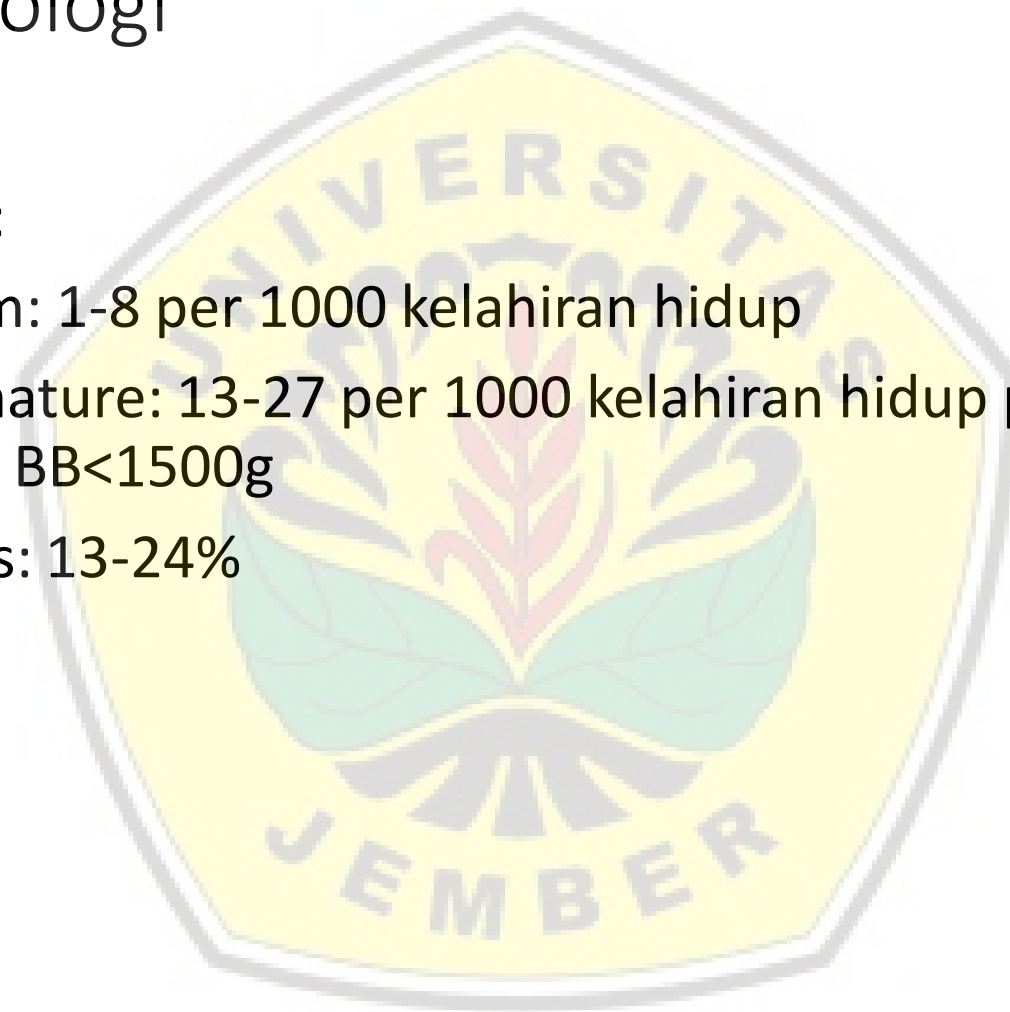 ologi
:
m: 1-8 per 1000 kelahiran hidup
nature: 13-27 per 1000 kelahiran hidup p
BB<1500g
s: 13-24%
UNIVERSITAS
JEMBER